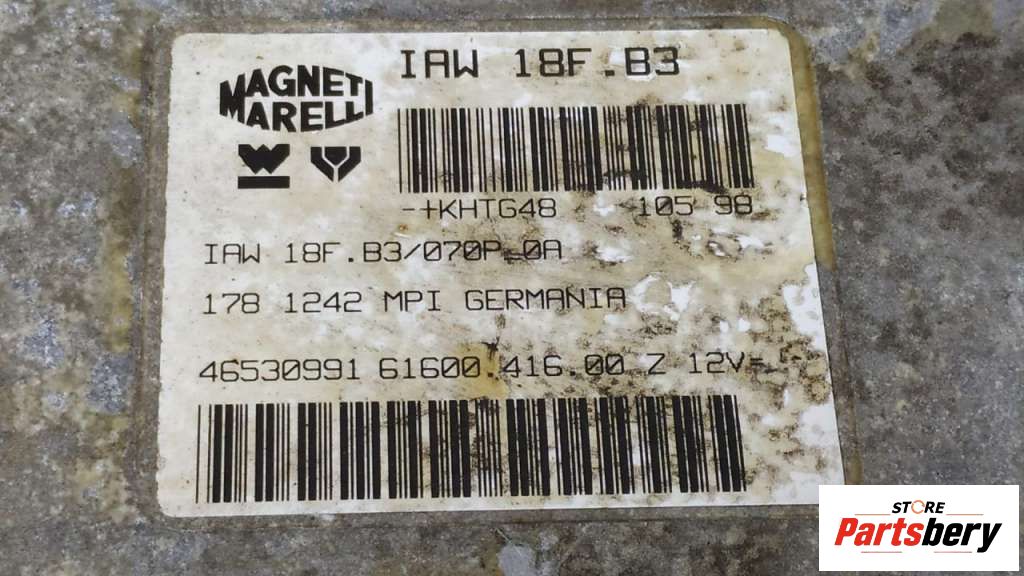 IAW 18F.B3
MAGNETI
MARELLI
-+KHTG48 105 98
IAW 18F.B3/070P_0A
178 1242 MPI GERMANIA
46530991 61600.416.00 Z 12V=
STORE
Partsbery